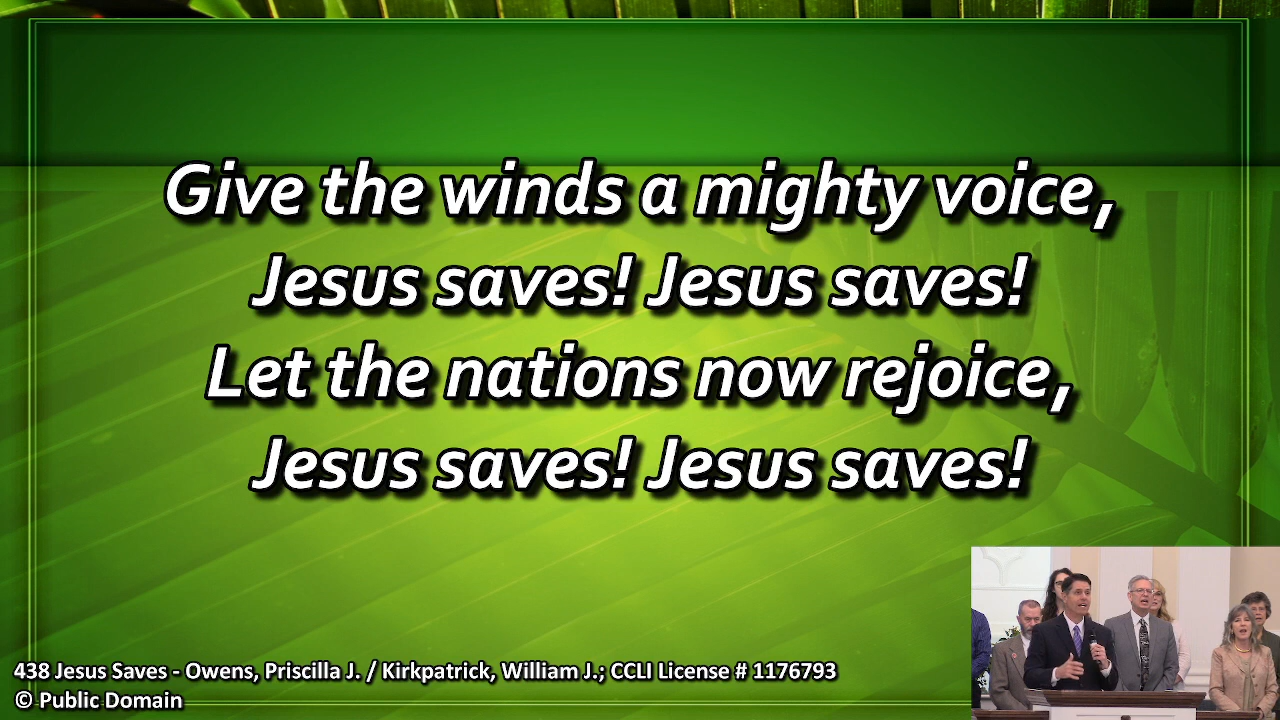 Give the winds a mighty voice,
Jesus saves! Jesus saves!
Let the nations now rejoice,
Jesus saves! Jesus saves!
438 Jesus Saves - Owens, Priscilla J. / Kirkpatrick, William J.; CCLI License # 1176793
© Public Domain